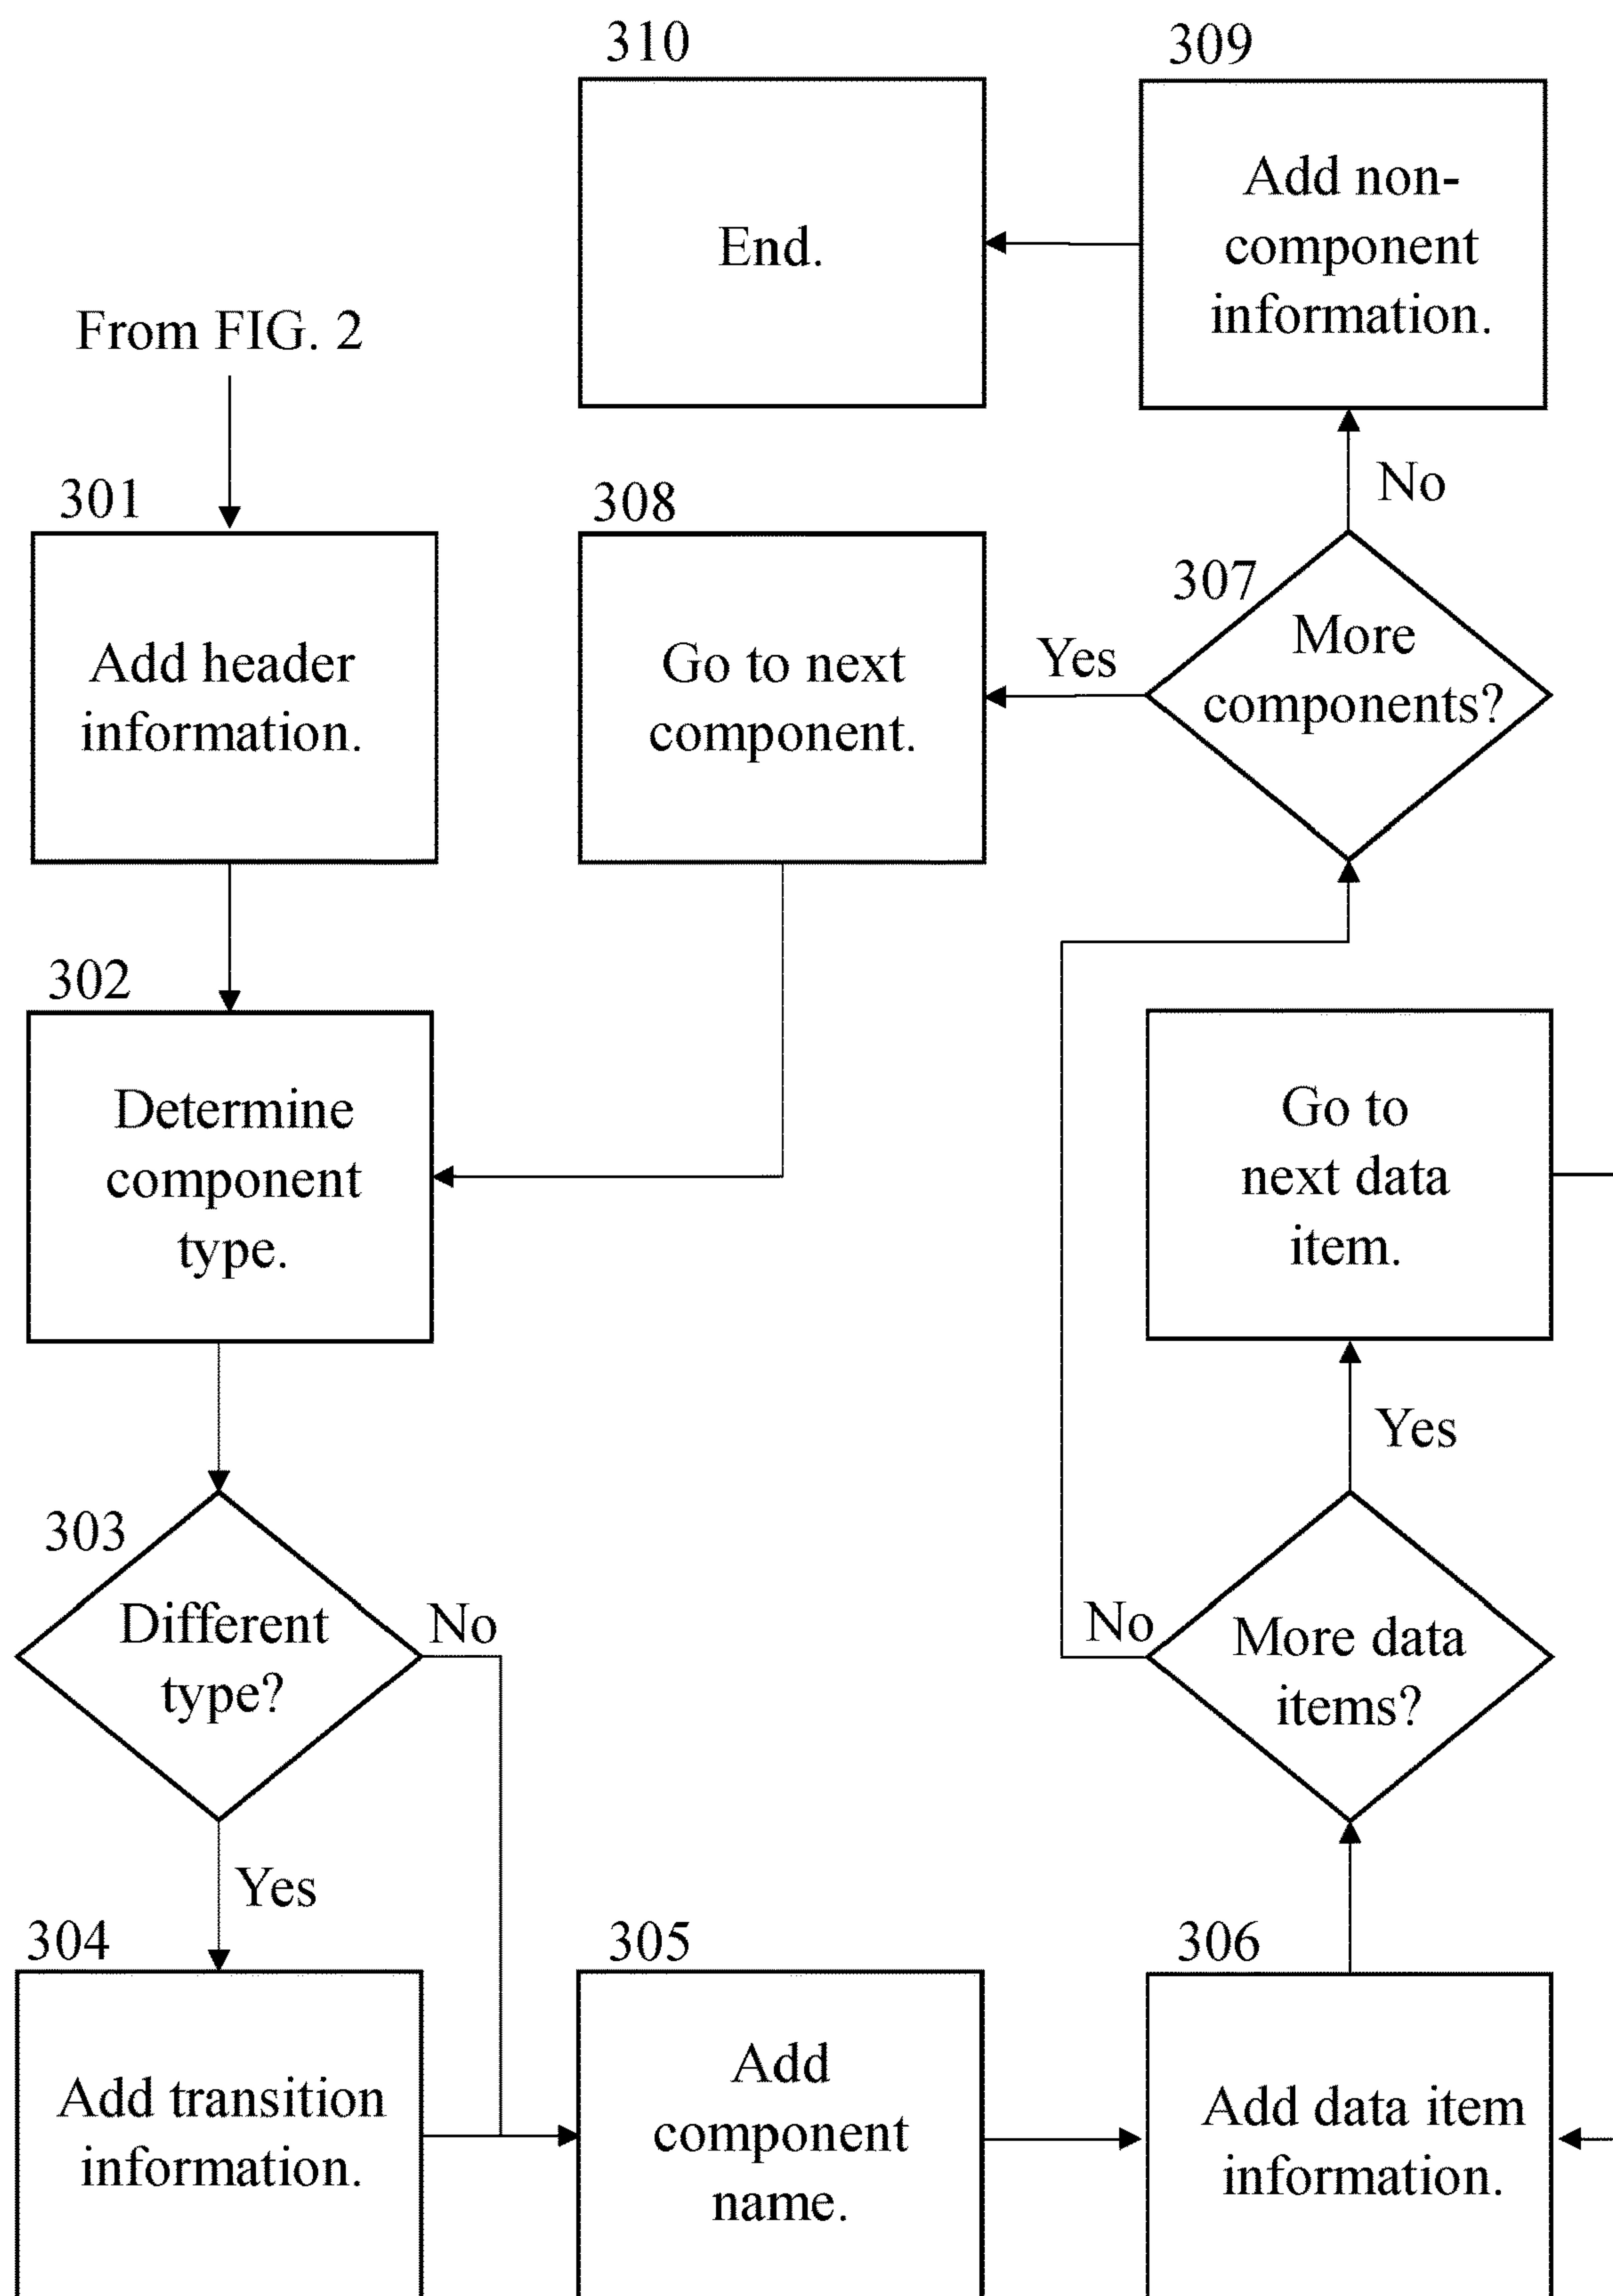 310
End.
309
Add non-
component
information.
From FIG. 2
301
Add header
information.
308
Go to next
component.
No
307
More
components?
Yes
302
Determine
component
type.
Go to
next data
item.
Yes
303
Different
type?
No
No
More data
items?
Yes
304
Add transition
information.
305
Add
component
name.
306
Add data item
information.